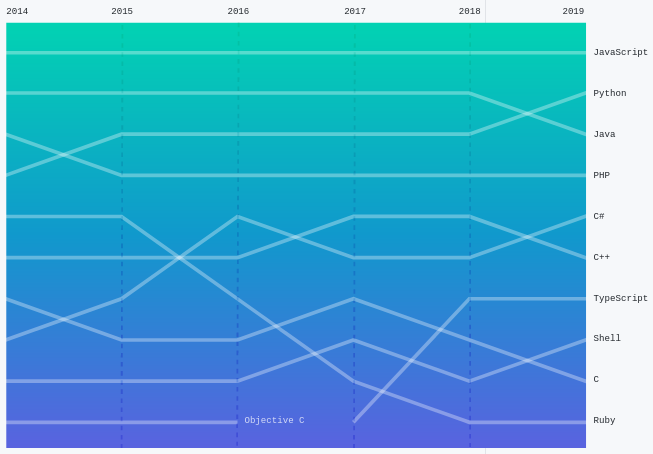 2014 2015 2016 2017 2018 2019
JavaScript
Python
Java
PHP
C#
C++
TypeScript
Shell
C
Objective C Ruby